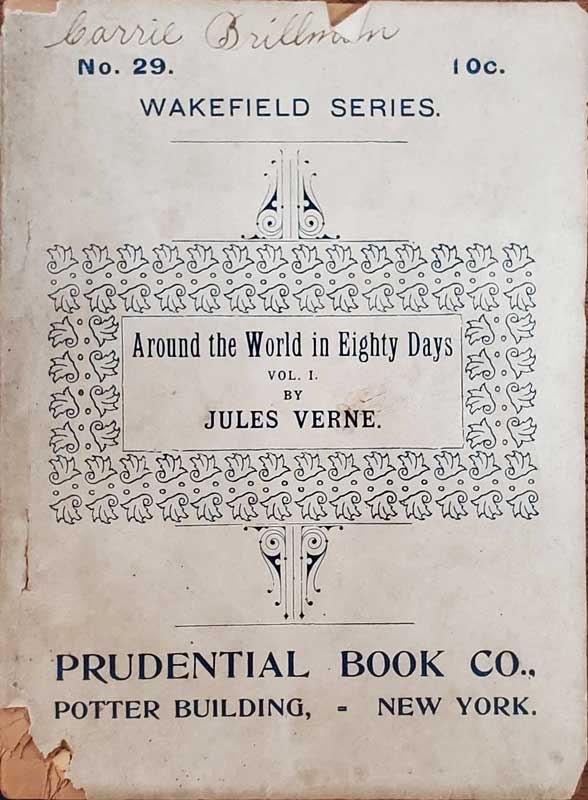 Carrie Brillman
No. 29. 10c.
WAKEFIELD SERIES.
Around the World in Eighty Days
VOL. I.
BY
JULES VERNE.
PRUDENTIAL BOOK CO.,
POTTER BUILDING, - NEW YORK.